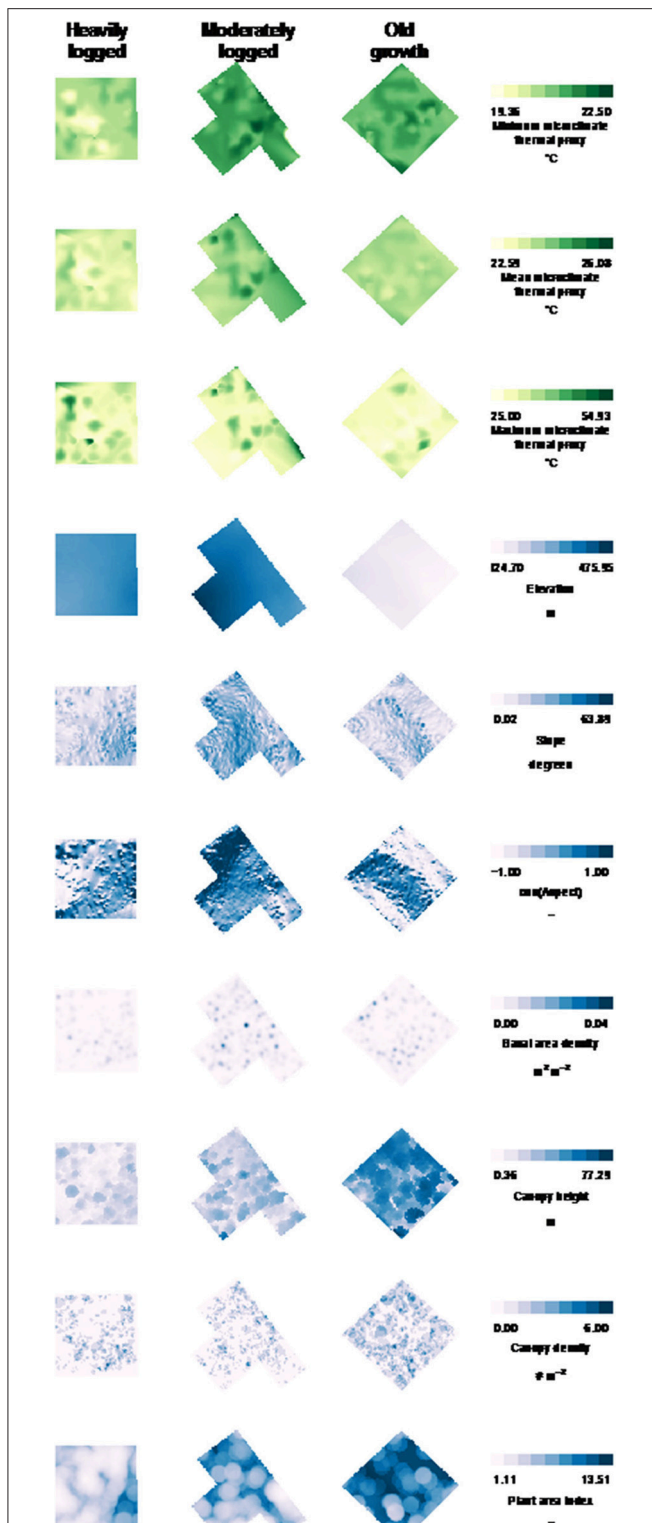 Heavily
logged
Moderately
logged
Old
growth
19.36 22.50
Minimum microclimate
thermal proxy
°C
22.59 26.08
Mean microclimate
thermal proxy
°C
25.00 54.93
Maximum microclimate
thermal proxy
°C
124.70 475.95
Elevation
m
0.02 63.89
Slope
degrees
−1.00 1.00
cos(Aspect)
–
0.00 0.04
Basal area density
m² m⁻²
0.36 77.29
Canopy height
m
0.00 6.00
Canopy density
# m⁻²
1.11 13.51
Plant area index